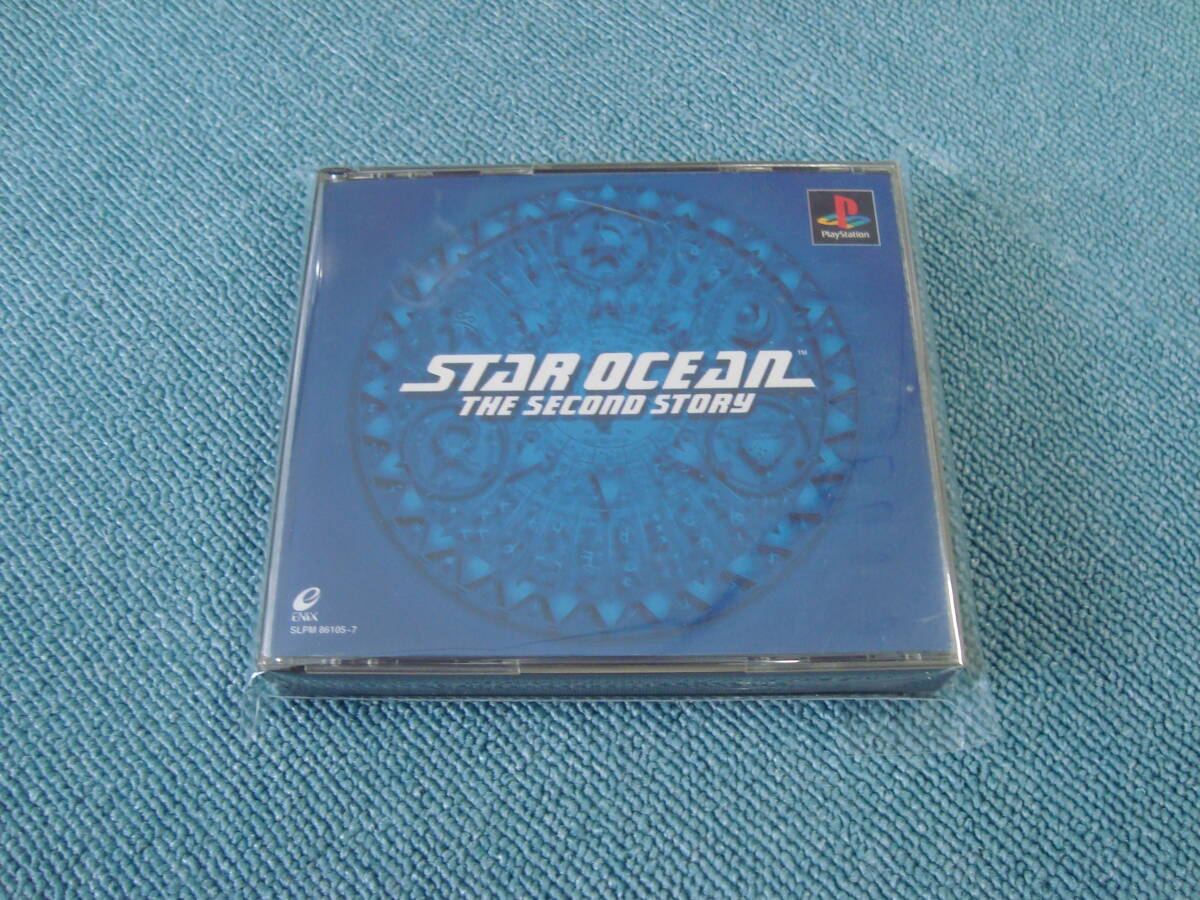 PlayStation
STAR OCEAN™
THE SECOND STORY
ENIX
SLPM 86105-7